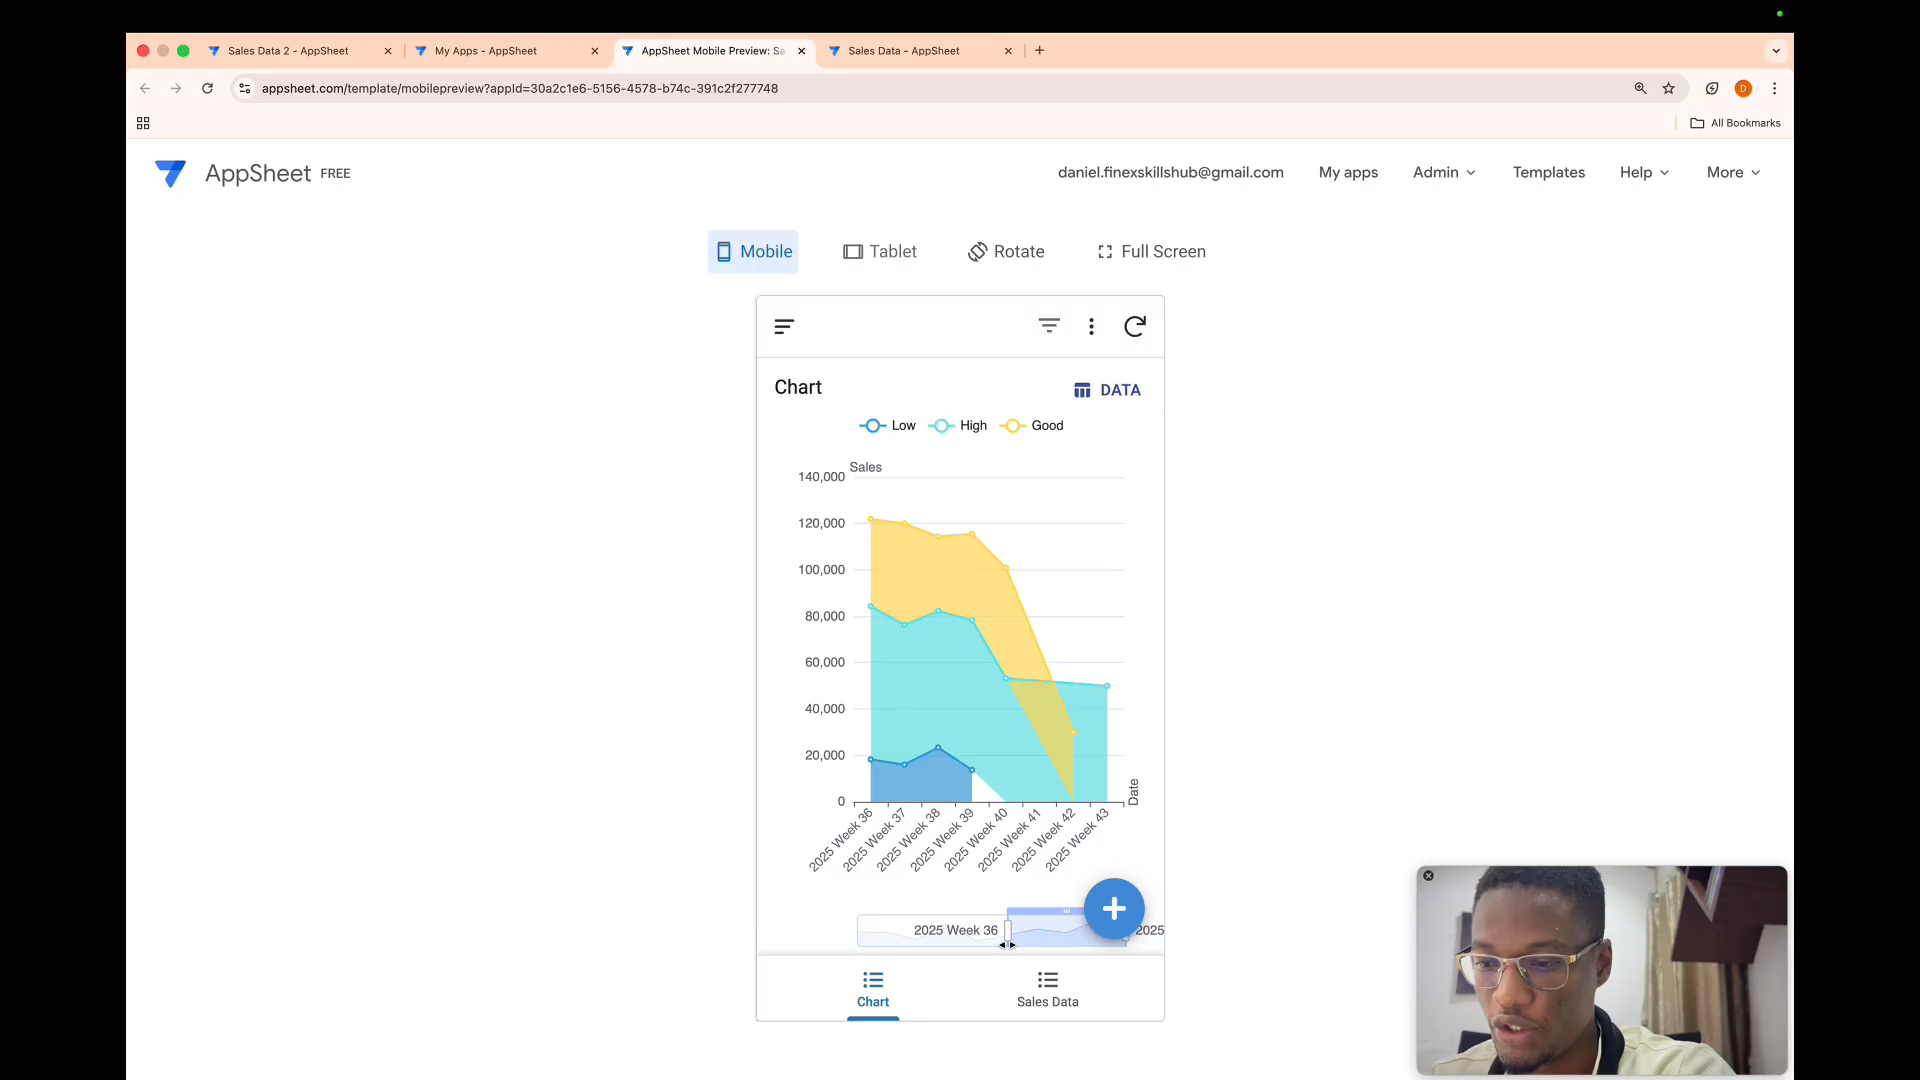 Sales Data 2 - AppSheet
My Apps - AppSheet
AppSheet Mobile Preview: Sa
Sales Data - AppSheet
appsheet.com/template/mobilepreview?appId=30a2c1e6-5156-4578-b74c-391c2f277748
D
All Bookmarks
AppSheet FREE
daniel.finexskillshub@gmail.com
My apps
Admin
Templates
Help
More
Mobile
Tablet
Rotate
Full Screen
Chart
DATA
Low
High
Good
Sales
140,000
120,000
100,000
80,000
60,000
40,000
20,000
0
Date
2025 Week 36
2025 Week 37
2025 Week 38
2025 Week 39
2025 Week 40
2025 Week 41
2025 Week 42
2025 Week 43
2025 Week 36
2025
Chart
Sales Data